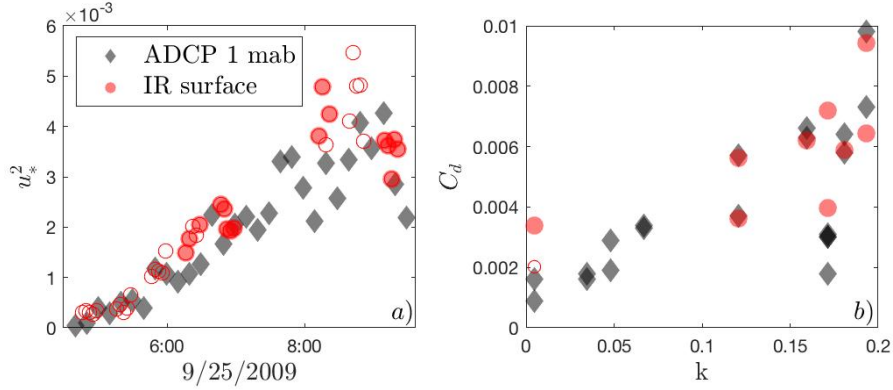 ×10⁻³
6
5
4
3
2
1
0
u²*
ADCP 1 mab
IR surface
6:00 8:00
9/25/2009
a)
0.01
0.008
0.006
0.004
0.002
0
C_d
0 0.05 0.1 0.15 0.2
k
b)